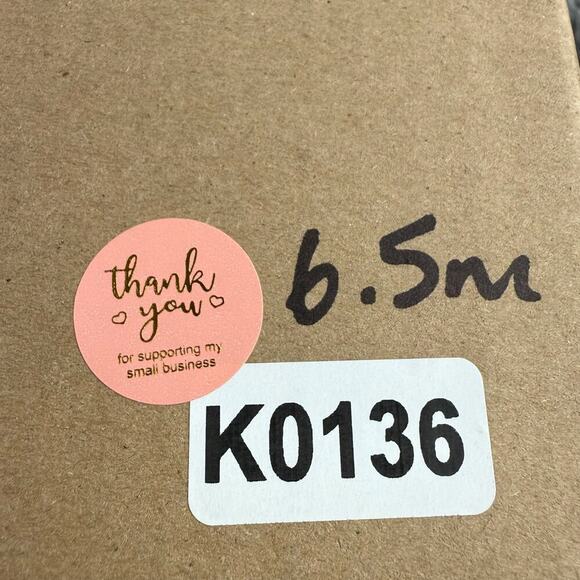 thank
you
for supporting my
small business
6.5m
K0136